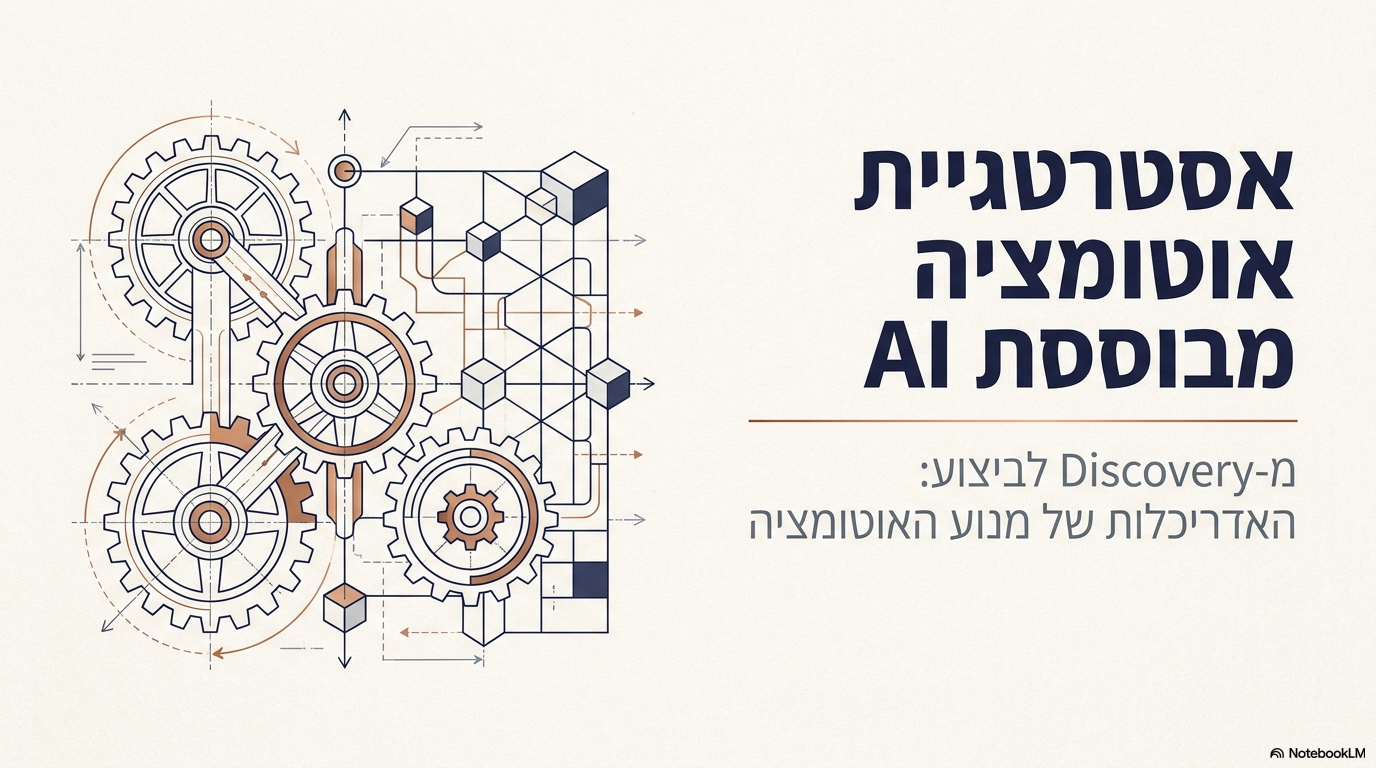 אסטרטגיית
אוטומציה
מבוססת AI
מ-Discovery לביצוע:
האדריכלות של מנוע האוטומציה
NotebookLM